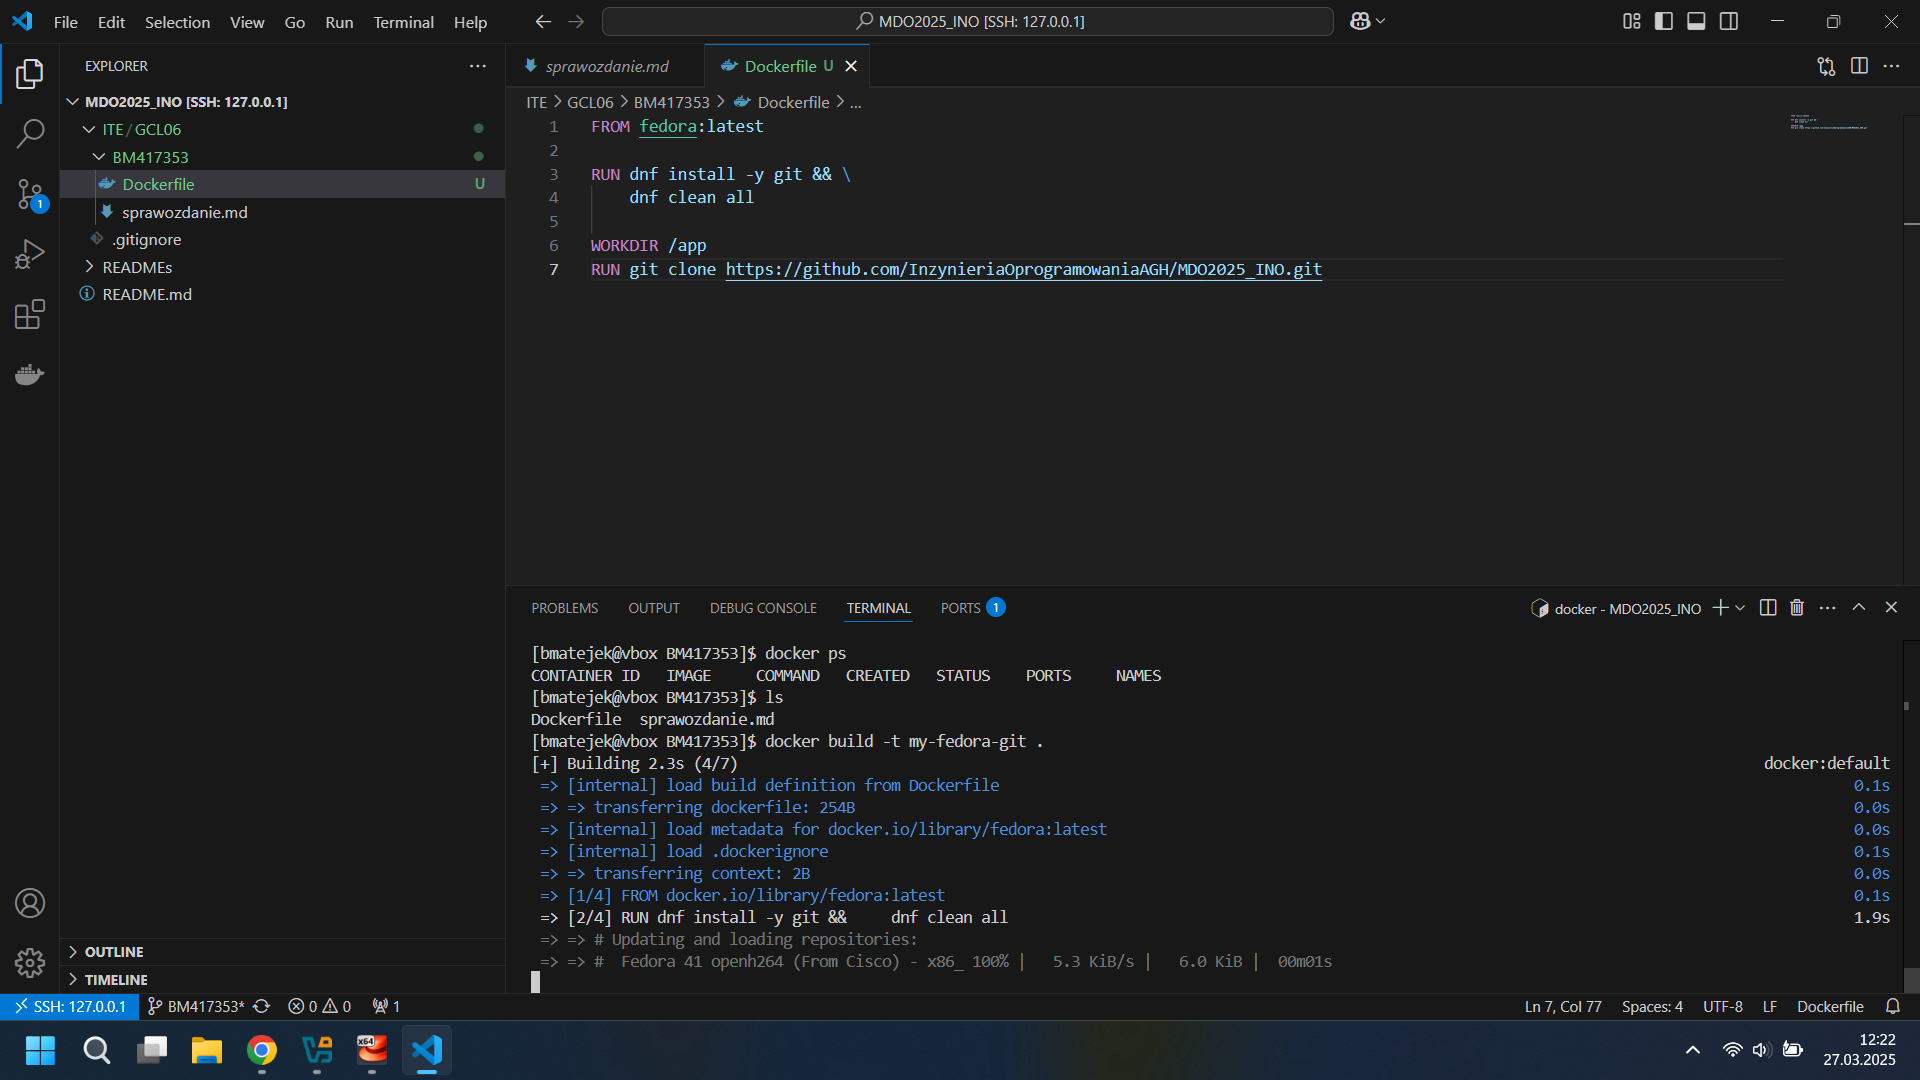 File Edit Selection View Go Run Terminal Help
MDO2025_INO [SSH: 127.0.0.1]
EXPLORER
MDO2025_INO [SSH: 127.0.0.1]
ITE / GCL06
BM417353
Dockerfile U
sprawozdanie.md
.gitignore
READMEs
README.md
OUTLINE
TIMELINE
1
sprawozdanie.md
Dockerfile U
ITE > GCL06 > BM417353 > Dockerfile > ...
1 FROM fedora:latest
2
3 RUN dnf install -y git && \
4 dnf clean all
5
6 WORKDIR /app
7 RUN git clone https://github.com/InzynieriaOprogramowaniaAGH/MDO2025_INO.git
PROBLEMS OUTPUT DEBUG CONSOLE TERMINAL PORTS 1
docker - MDO2025_INO
[bmatejek@vbox BM417353]$ docker ps
CONTAINER ID IMAGE COMMAND CREATED STATUS PORTS NAMES
[bmatejek@vbox BM417353]$ ls
Dockerfile sprawozdanie.md
[bmatejek@vbox BM417353]$ docker build -t my-fedora-git .
[+] Building 2.3s (4/7) docker:default
=> [internal] load build definition from Dockerfile 0.1s
=> => transferring dockerfile: 254B 0.0s
=> [internal] load metadata for docker.io/library/fedora:latest 0.0s
=> [internal] load .dockerignore 0.1s
=> => transferring context: 2B 0.0s
=> [1/4] FROM docker.io/library/fedora:latest 0.1s
=> [2/4] RUN dnf install -y git && dnf clean all 1.9s
=> => # Updating and loading repositories:
=> => # Fedora 41 openh264 (From Cisco) - x86_ 100% | 5.3 KiB/s | 6.0 KiB | 00m01s
SSH: 127.0.0.1 BM417353* 0 0 1
Ln 7, Col 77 Spaces: 4 UTF-8 LF Dockerfile
x64
12:22
27.03.2025